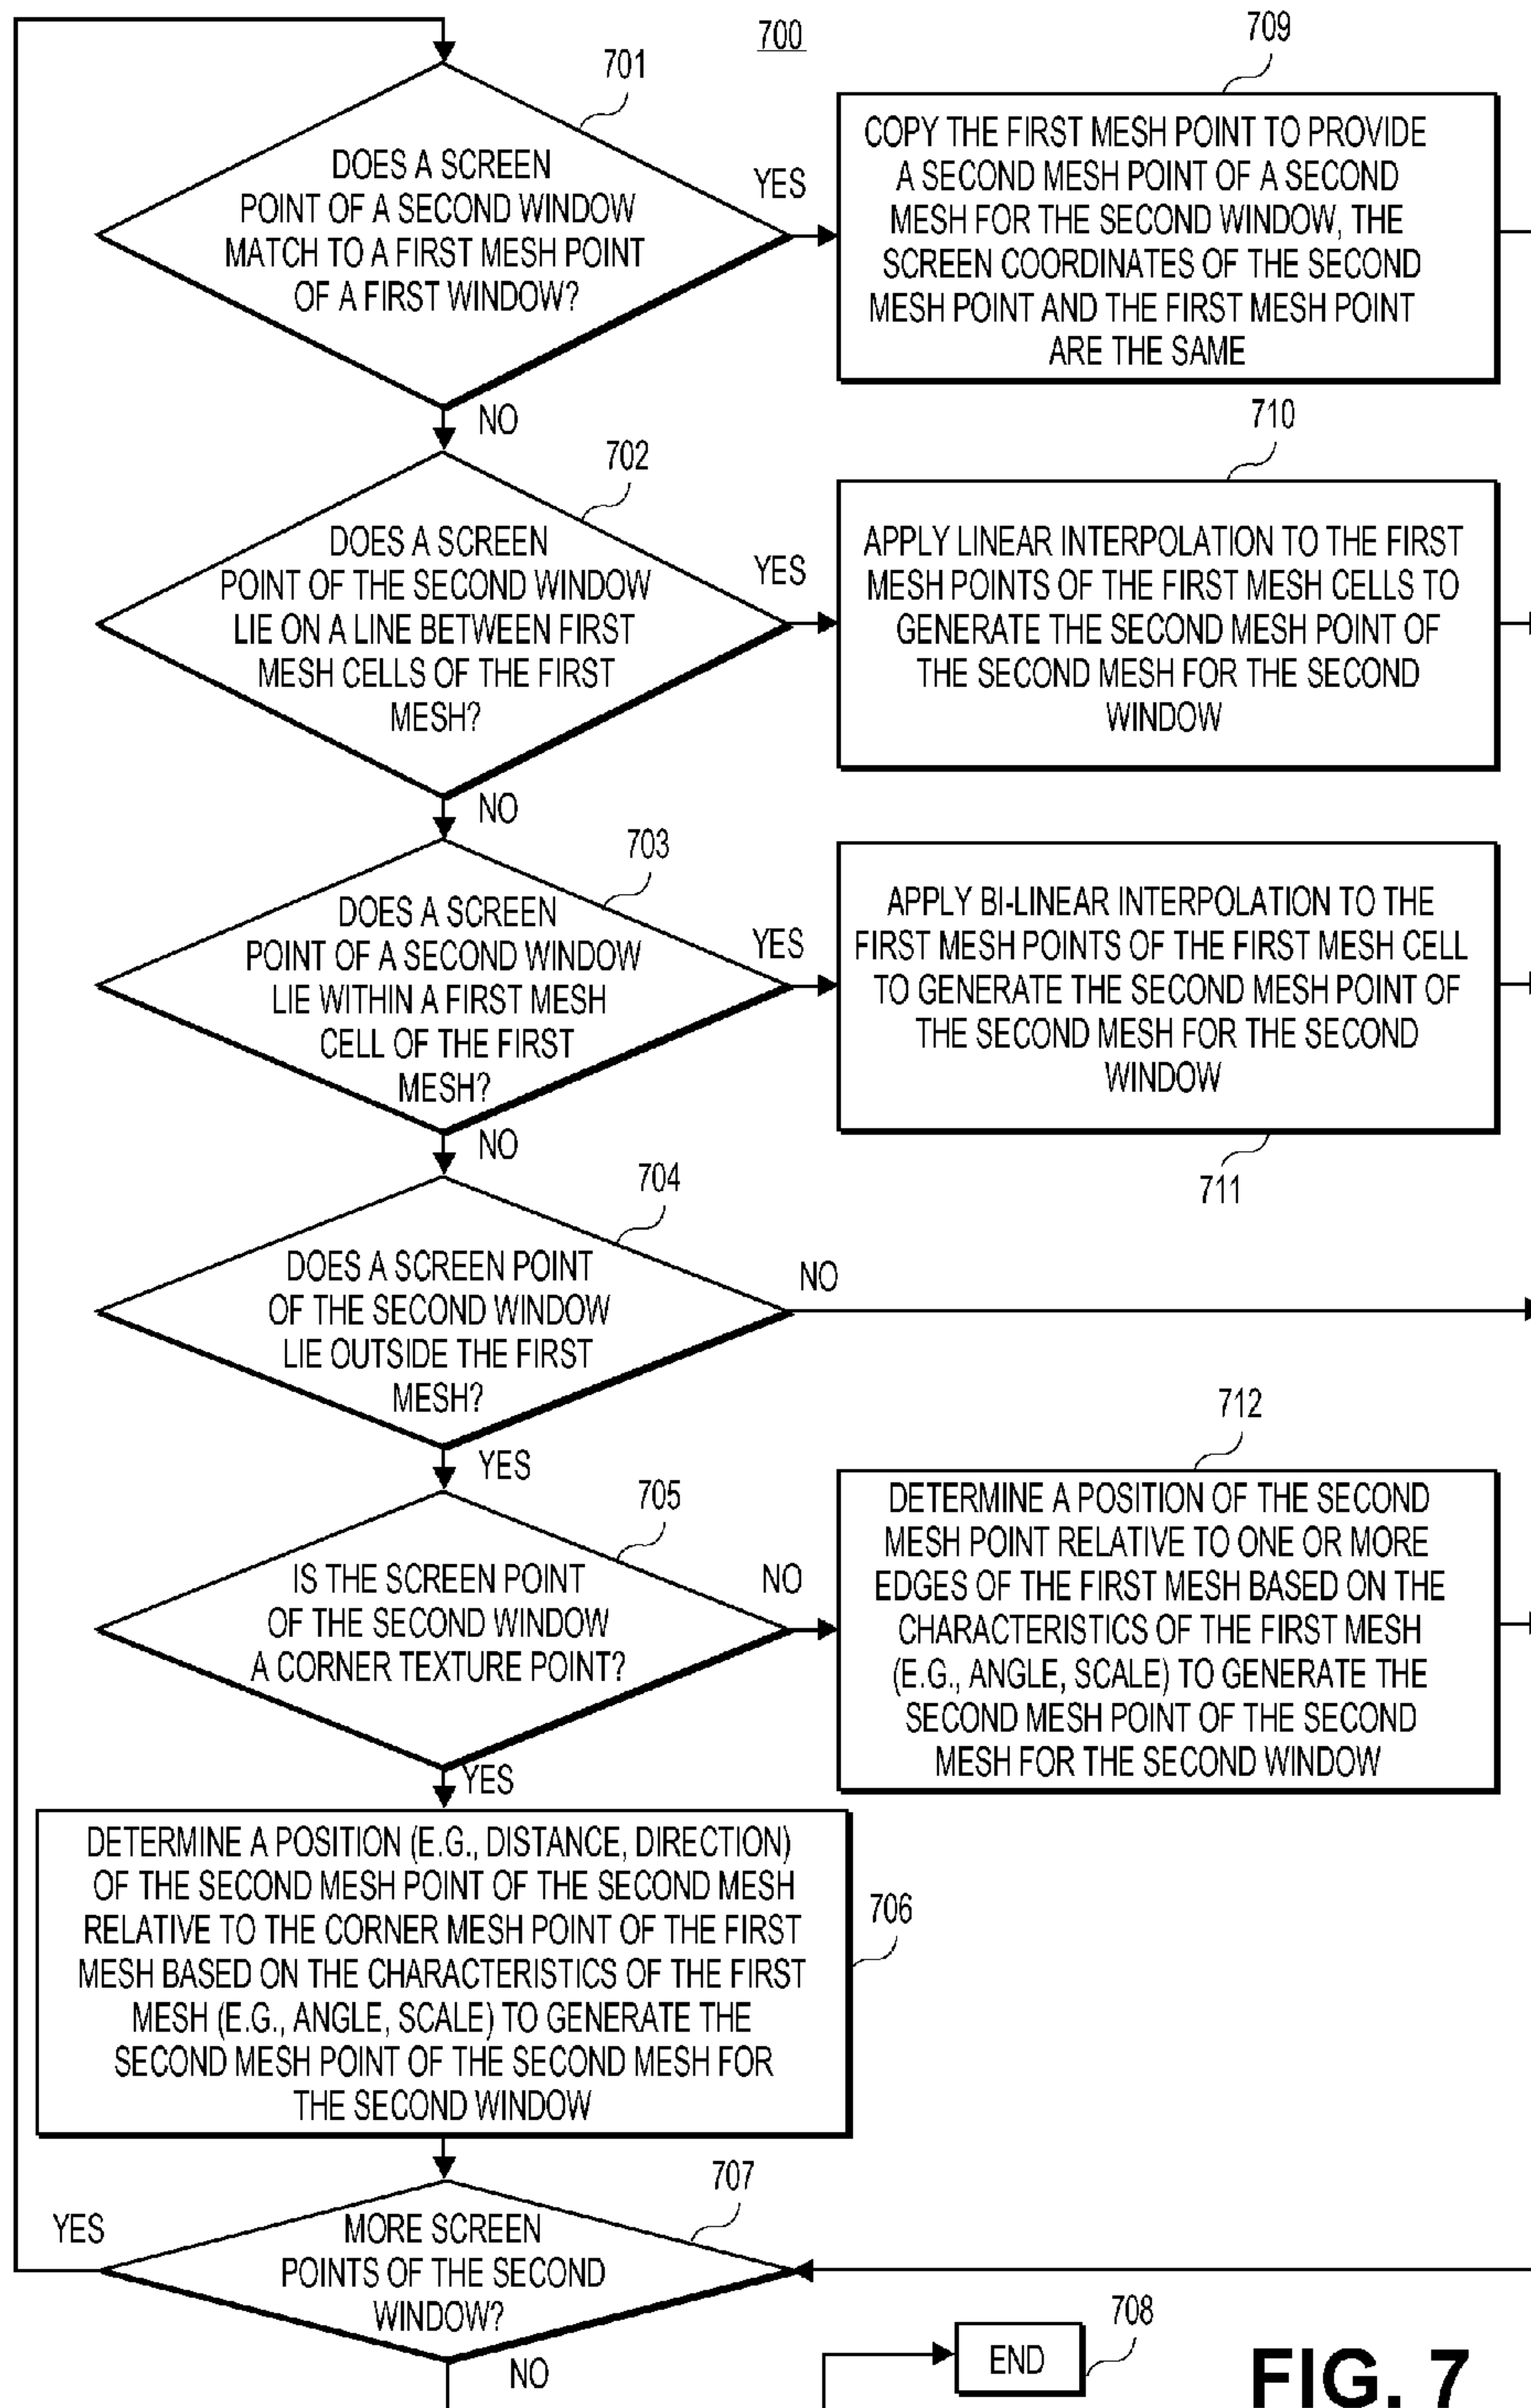 700
701
DOES A SCREEN
POINT OF A SECOND WINDOW
MATCH TO A FIRST MESH POINT
OF A FIRST WINDOW?
YES
709
COPY THE FIRST MESH POINT TO PROVIDE
A SECOND MESH POINT OF A SECOND
MESH FOR THE SECOND WINDOW, THE
SCREEN COORDINATES OF THE SECOND
MESH POINT AND THE FIRST MESH POINT
ARE THE SAME
NO
702
DOES A SCREEN
POINT OF THE SECOND WINDOW
LIE ON A LINE BETWEEN FIRST
MESH CELLS OF THE FIRST
MESH?
YES
710
APPLY LINEAR INTERPOLATION TO THE FIRST
MESH POINTS OF THE FIRST MESH CELLS TO
GENERATE THE SECOND MESH POINT OF
THE SECOND MESH FOR THE SECOND
WINDOW
NO
703
DOES A SCREEN
POINT OF A SECOND WINDOW
LIE WITHIN A FIRST MESH
CELL OF THE FIRST
MESH?
YES
APPLY BI-LINEAR INTERPOLATION TO THE
FIRST MESH POINTS OF THE FIRST MESH CELL
TO GENERATE THE SECOND MESH POINT OF
THE SECOND MESH FOR THE SECOND
WINDOW
711
NO
704
DOES A SCREEN POINT
OF THE SECOND WINDOW
LIE OUTSIDE THE FIRST
MESH?
NO
YES
705
IS THE SCREEN POINT
OF THE SECOND WINDOW
A CORNER TEXTURE POINT?
NO
712
DETERMINE A POSITION OF THE SECOND
MESH POINT RELATIVE TO ONE OR MORE
EDGES OF THE FIRST MESH BASED ON THE
CHARACTERISTICS OF THE FIRST MESH
(E.G., ANGLE, SCALE) TO GENERATE THE
SECOND MESH POINT OF THE SECOND
MESH FOR THE SECOND WINDOW
YES
DETERMINE A POSITION (E.G., DISTANCE, DIRECTION)
OF THE SECOND MESH POINT OF THE SECOND MESH
RELATIVE TO THE CORNER MESH POINT OF THE FIRST
MESH BASED ON THE CHARACTERISTICS OF THE FIRST
MESH (E.G., ANGLE, SCALE) TO GENERATE THE
SECOND MESH POINT OF THE SECOND MESH FOR
THE SECOND WINDOW
706
707
YES
MORE SCREEN
POINTS OF THE SECOND
WINDOW?
NO
END
708
FIG. 7